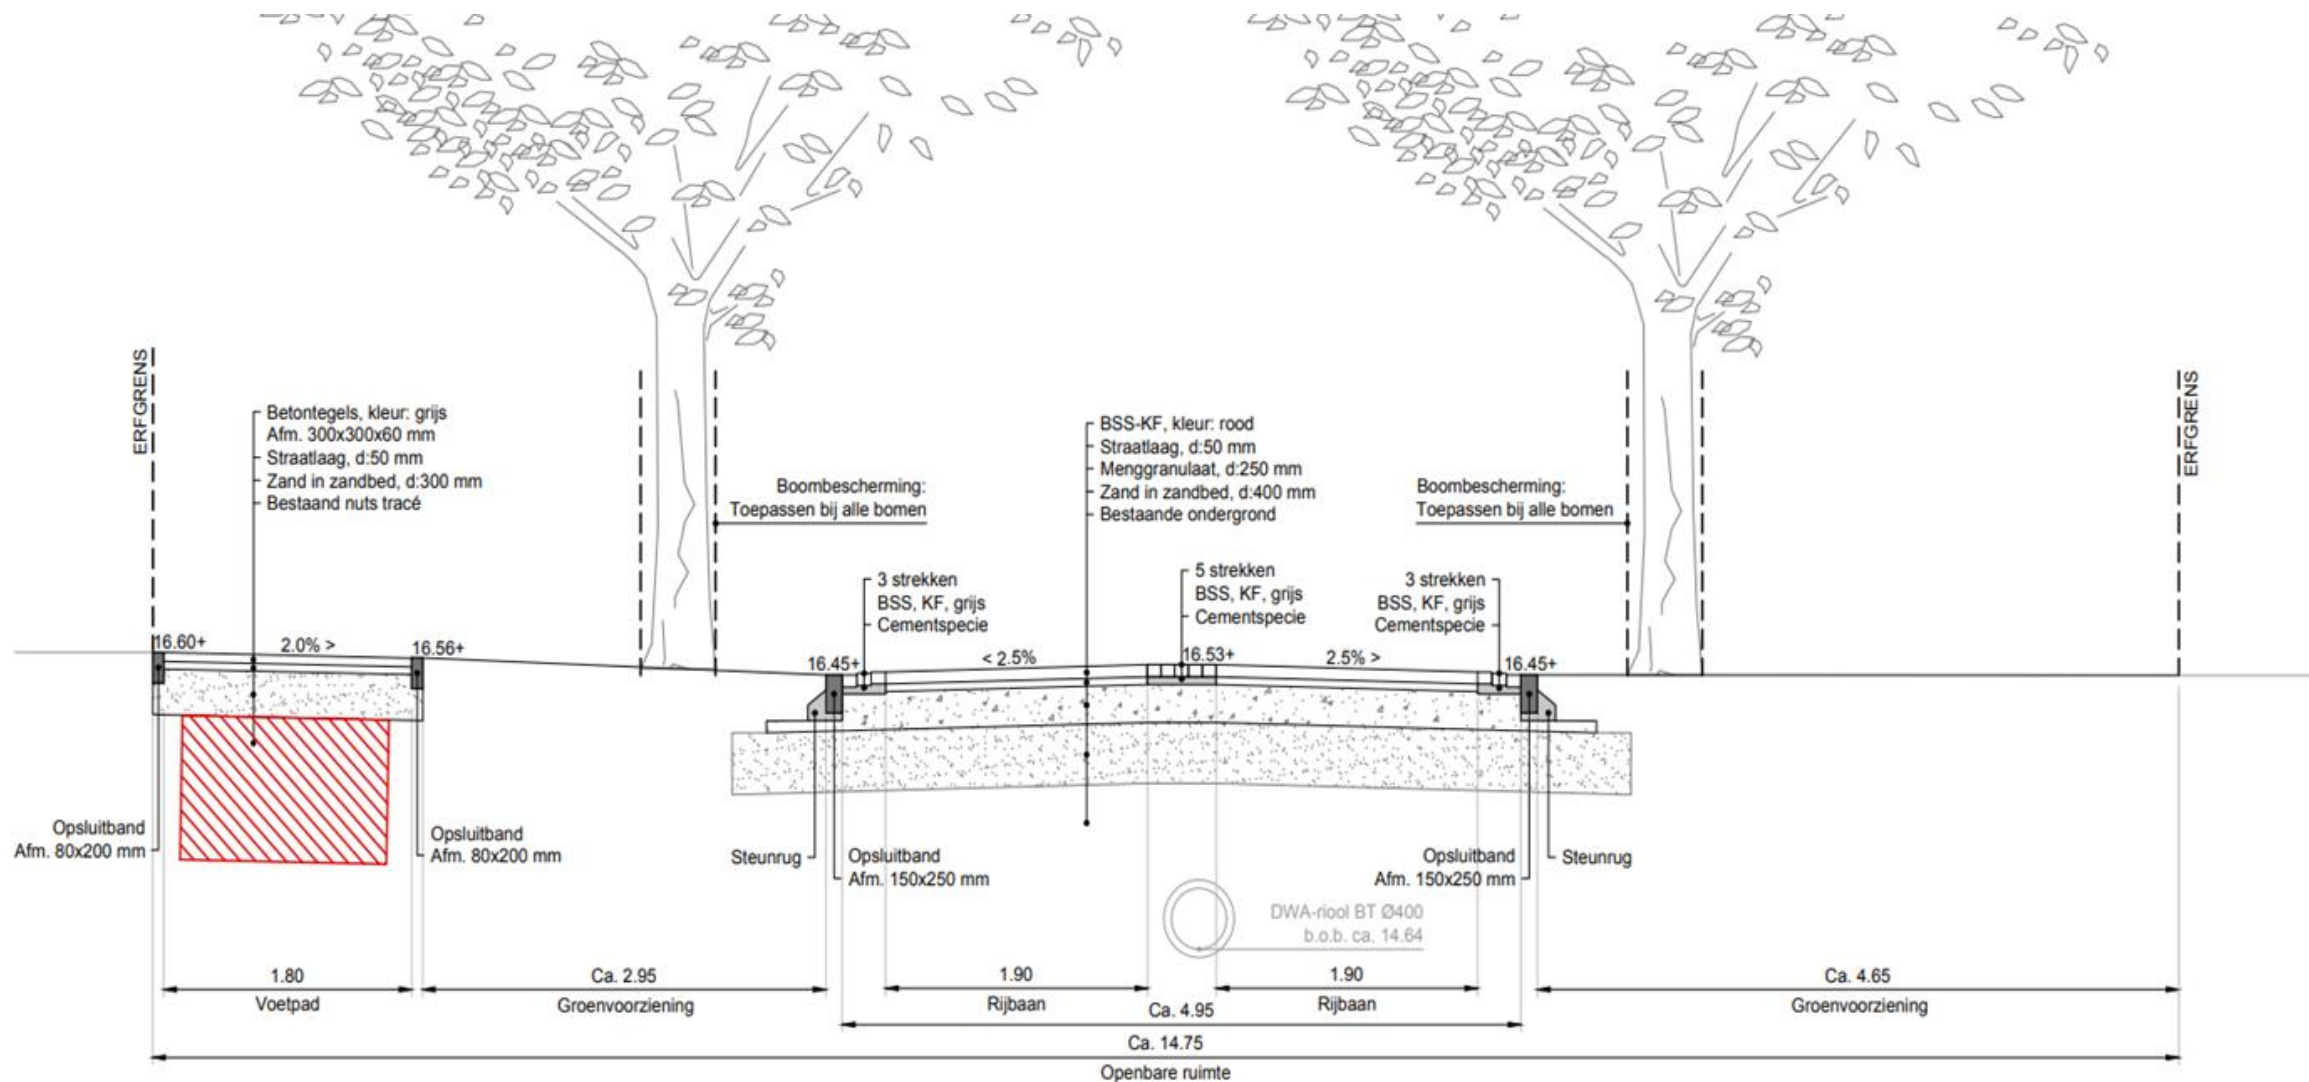 ERFGRENS
Betontegels, kleur: grijs
Afm. 300x300x60 mm
Straatlaag, d:50 mm
Zand in zandbed, d:300 mm
Bestaand nuts tracé
Boombescherming:
Toepassen bij alle bomen
BSS-KF, kleur: rood
Straatlaag, d:50 mm
Menggranulaat, d:250 mm
Zand in zandbed, d:400 mm
Bestaande ondergrond
Boombescherming:
Toepassen bij alle bomen
ERFGRENS
3 strekken
BSS, KF, grijs
Cementspecie
5 strekken
BSS, KF, grijs
Cementspecie
3 strekken
BSS, KF, grijs
Cementspecie
16.60+
2.0% >
16.56+
16.45+
< 2.5%
16.53+
2.5% >
16.45+
Opsluitband
Afm. 80x200 mm
Opsluitband
Afm. 80x200 mm
Steunrug
Opsluitband
Afm. 150x250 mm
Opsluitband
Afm. 150x250 mm
Steunrug
DWA-riool BT Ø400
b.o.b. ca. 14.64
1.80
Voetpad
Ca. 2.95
Groenvoorziening
1.90
Rijbaan
1.90
Rijbaan
Ca. 4.65
Groenvoorziening
Ca. 4.95
Ca. 14.75
Openbare ruimte